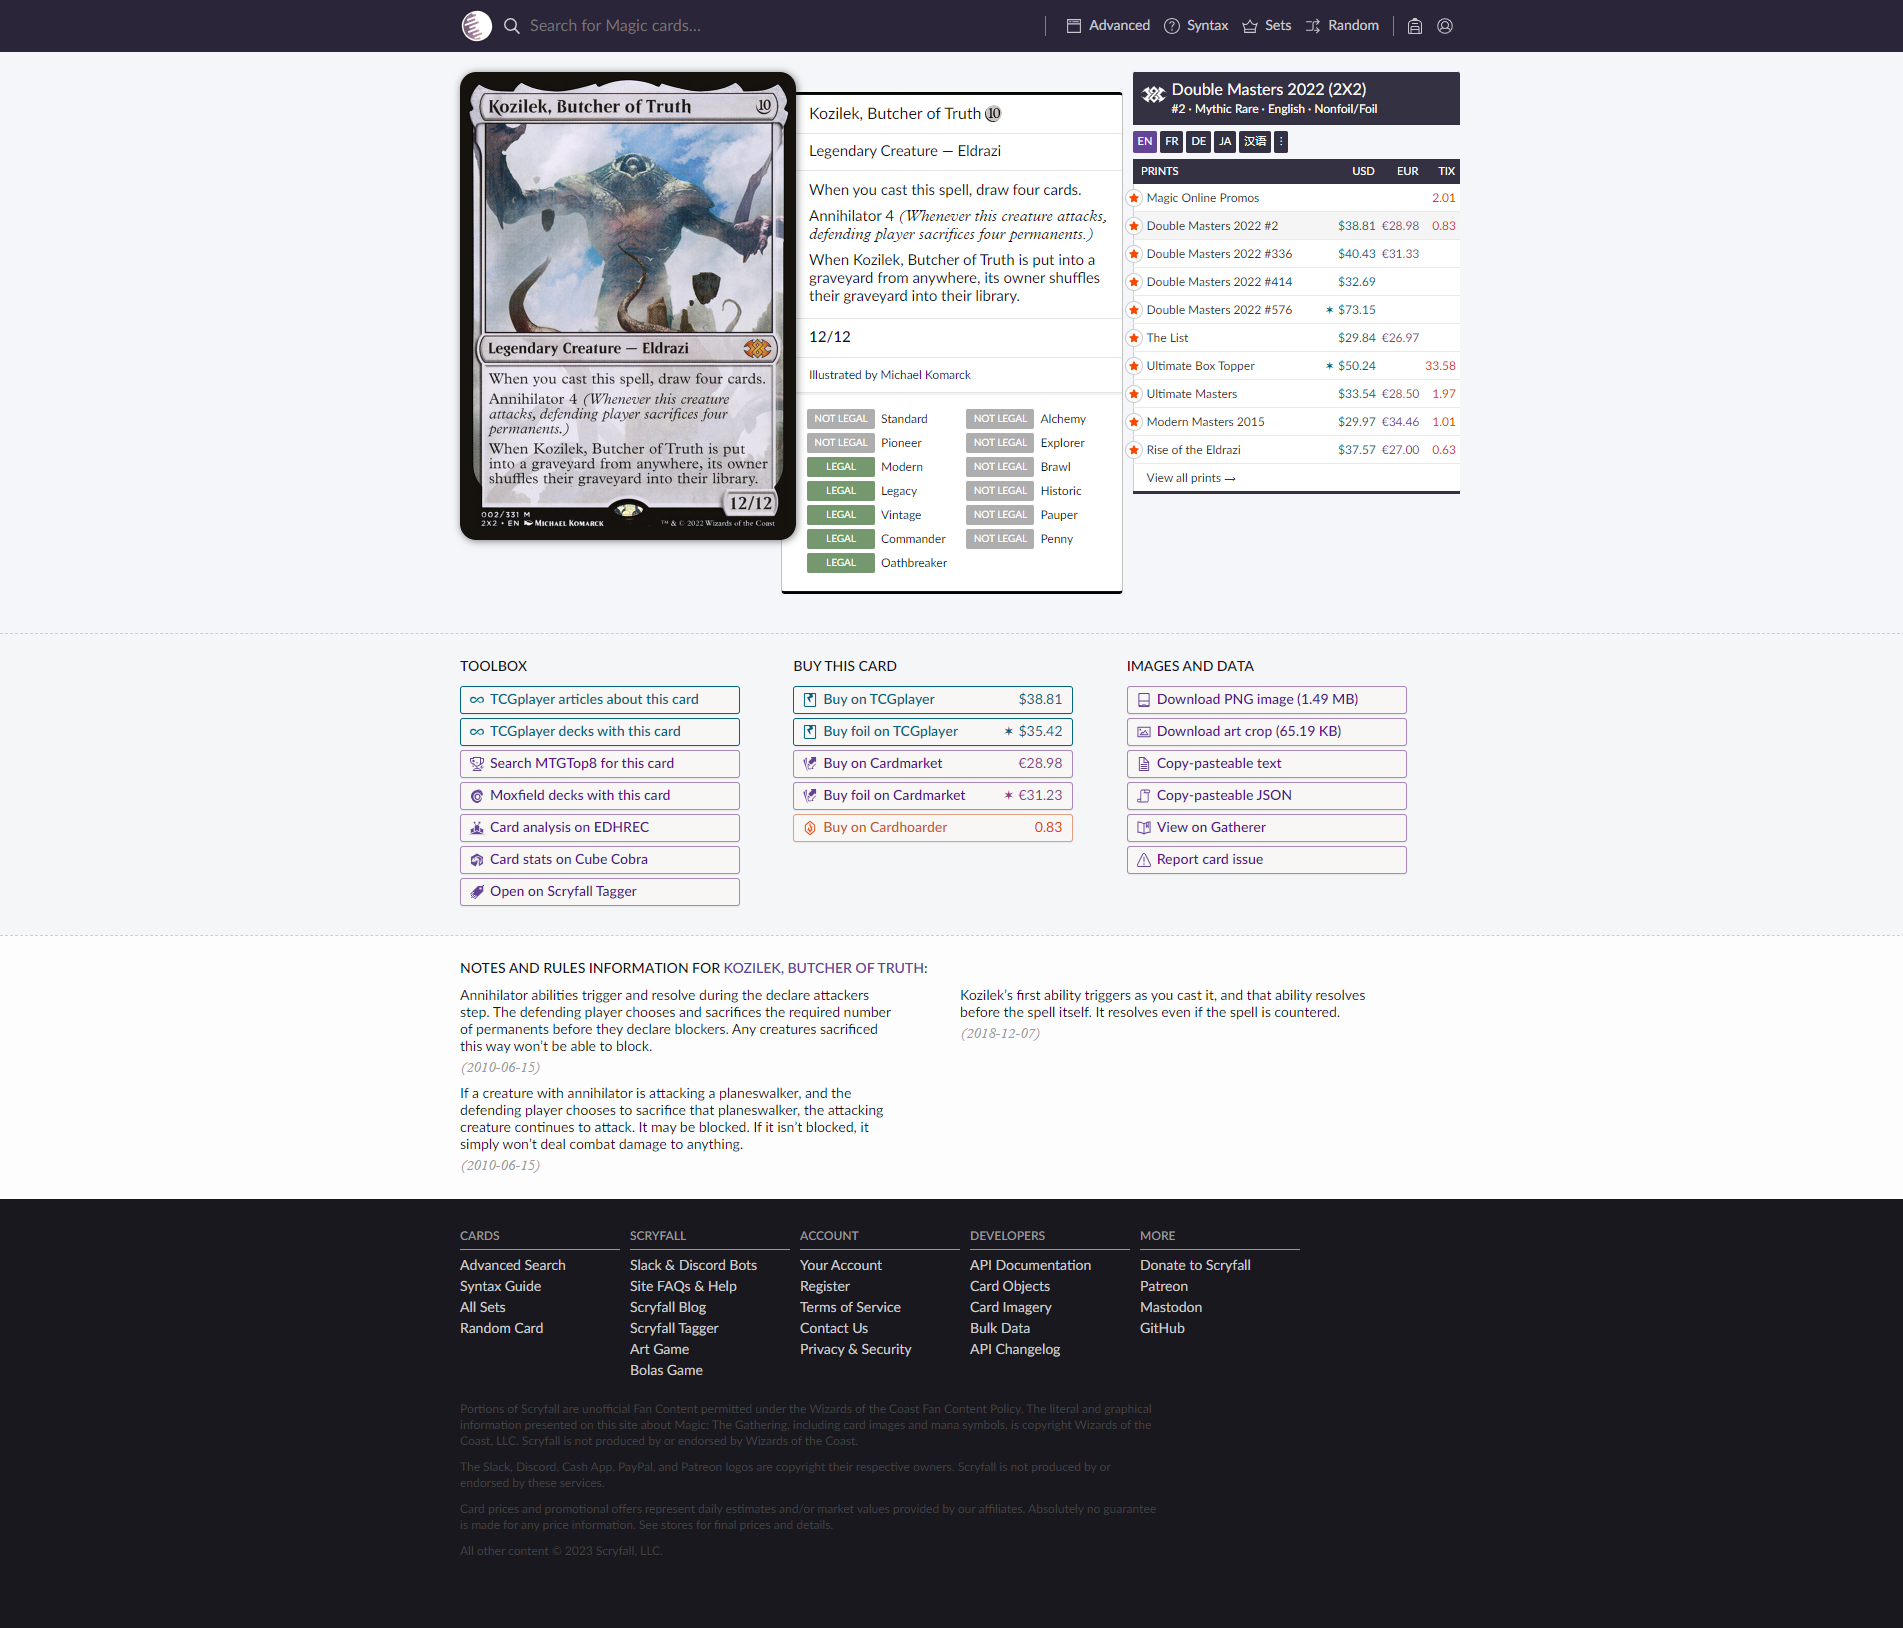 Search for Magic cards...
Advanced
Syntax
Sets
Random
Kozilek, Butcher of Truth 10
Legendary Creature — Eldrazi
When you cast this spell, draw four cards.
Annihilator 4 (Whenever this creature
attacks, defending player sacrifices four
permanents.)
When Kozilek, Butcher of Truth is put
into a graveyard from anywhere, its owner
shuffles their graveyard into their library.
12/12
002/331 M
2X2 • EN MICHAEL KOMARCK
™ & © 2022 Wizards of the Coast
Kozilek, Butcher of Truth 10
Legendary Creature — Eldrazi
When you cast this spell, draw four cards.
Annihilator 4 (Whenever this creature attacks,
defending player sacrifices four permanents.)
When Kozilek, Butcher of Truth is put into a
graveyard from anywhere, its owner shuffles
their graveyard into their library.
12/12
Illustrated by Michael Komarck
NOT LEGAL Standard NOT LEGAL Alchemy
NOT LEGAL Pioneer NOT LEGAL Explorer
LEGAL Modern NOT LEGAL Brawl
LEGAL Legacy NOT LEGAL Historic
LEGAL Vintage NOT LEGAL Pauper
LEGAL Commander NOT LEGAL Penny
LEGAL Oathbreaker
Double Masters 2022 (2X2)
#2 · Mythic Rare · English · Nonfoil/Foil
EN FR DE JA 汉语
PRINTS USD EUR TIX
Magic Online Promos 2.01
Double Masters 2022 #2 $38.81 €28.98 0.83
Double Masters 2022 #336 $40.43 €31.33
Double Masters 2022 #414 $32.69
Double Masters 2022 #576 ✶ $73.15
The List $29.84 €26.97
Ultimate Box Topper ✶ $50.24 33.58
Ultimate Masters $33.54 €28.50 1.97
Modern Masters 2015 $29.97 €34.46 1.01
Rise of the Eldrazi $37.57 €27.00 0.63
View all prints →
TOOLBOX
TCGplayer articles about this card
TCGplayer decks with this card
Search MTGTop8 for this card
Moxfield decks with this card
Card analysis on EDHREC
Card stats on Cube Cobra
Open on Scryfall Tagger
BUY THIS CARD
Buy on TCGplayer $38.81
Buy foil on TCGplayer ✶ $35.42
Buy on Cardmarket €28.98
Buy foil on Cardmarket ✶ €31.23
Buy on Cardhoarder 0.83
IMAGES AND DATA
Download PNG image (1.49 MB)
Download art crop (65.19 KB)
Copy-pasteable text
Copy-pasteable JSON
View on Gatherer
Report card issue
NOTES AND RULES INFORMATION FOR KOZILEK, BUTCHER OF TRUTH:
Annihilator abilities trigger and resolve during the declare attackers
step. The defending player chooses and sacrifices the required number
of permanents before they declare blockers. Any creatures sacrificed
this way won't be able to block.
(2010-06-15)
If a creature with annihilator is attacking a planeswalker, and the
defending player chooses to sacrifice that planeswalker, the attacking
creature continues to attack. It may be blocked. If it isn't blocked, it
simply won't deal combat damage to anything.
(2010-06-15)
Kozilek's first ability triggers as you cast it, and that ability resolves
before the spell itself. It resolves even if the spell is countered.
(2018-12-07)
CARDS
Advanced Search
Syntax Guide
All Sets
Random Card
SCRYFALL
Slack & Discord Bots
Site FAQs & Help
Scryfall Blog
Scryfall Tagger
Art Game
Bolas Game
ACCOUNT
Your Account
Register
Terms of Service
Contact Us
Privacy & Security
DEVELOPERS
API Documentation
Card Objects
Card Imagery
Bulk Data
API Changelog
MORE
Donate to Scryfall
Patreon
Mastodon
GitHub
Portions of Scryfall are unofficial Fan Content permitted under the Wizards of the Coast Fan Content Policy. The literal and graphical
information presented on this site about Magic: The Gathering, including card images and mana symbols, is copyright Wizards of the
Coast, LLC. Scryfall is not produced by or endorsed by Wizards of the Coast.
The Slack, Discord, Cash App, PayPal, and Patreon logos are copyright their respective owners. Scryfall is not produced by or
endorsed by these services.
Card prices and promotional offers represent daily estimates and/or market values provided by our affiliates. Absolutely no guarantee
is made for any price information. See stores for final prices and details.
All other content © 2023 Scryfall, LLC.